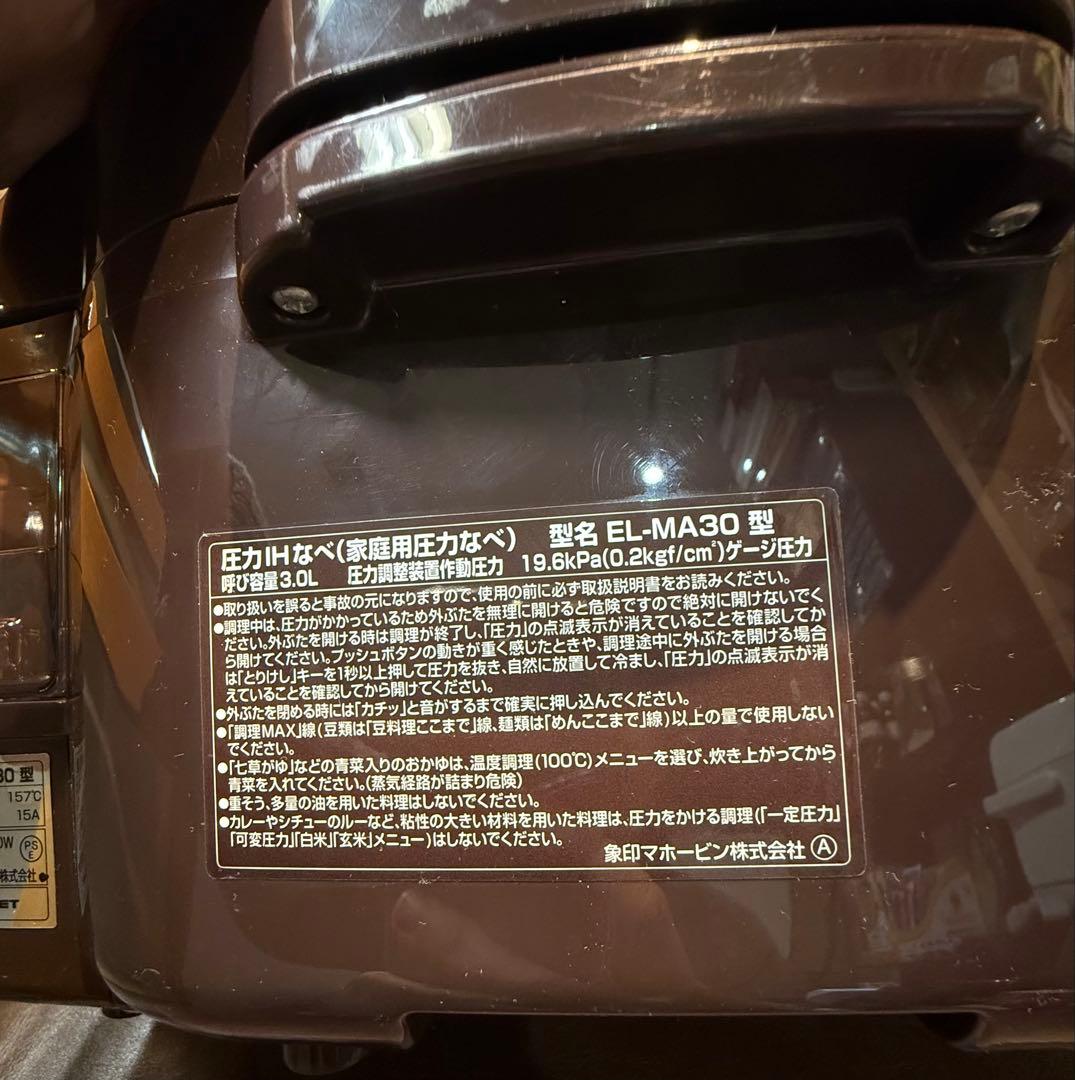 圧力IHなべ(家庭用圧力なべ) 型名 EL-MA30 型
呼び容量3.0L 圧力調整装置作動圧力 19.6kPa(0.2kgf/cm²)ゲージ圧力
●取り扱いを誤ると事故の元になりますので、使用の前に必ず取扱説明書をお読みください。
●調理中は、圧力がかかっているため外ぶたを無理に開けると危険ですので絶対に開けないでく
ださい。外ぶたを開ける時は調理が終了し、「圧力」の点滅表示が消えていることを確認してか
ら開けてください。プッシュボタンの動きが重く感じたときや、調理途中に外ぶたを開ける場合
は「とりけし」キーを1秒以上押して圧力を抜き、自然に放置して冷まし、「圧力」の点滅表示が消
えていることを確認してから開けてください。
●外ぶたを閉める時には「カチッ」と音がするまで確実に押し込んでください。
●「調理MAX」線(豆類は「豆料理ここまで」線、麺類は「めんここまで」線)以上の量で使用しない
でください。
●「七草がゆ」などの青菜入りのおかゆは、温度調理(100℃)メニューを選び、炊き上がってから
青菜を入れてください。(蒸気経路が詰まり危険)
●重そう、多量の油を用いた料理はしないでください。
●カレーやシチューのルーなど、粘性の大きい材料を用いた料理は、圧力をかける調理(「一定圧力」
「可変圧力」「白米」「玄米」メニュー)はしないでください。
象印マホービン株式会社 Ⓐ
30 型
157℃
15A
0W PSE
株式会社
ET